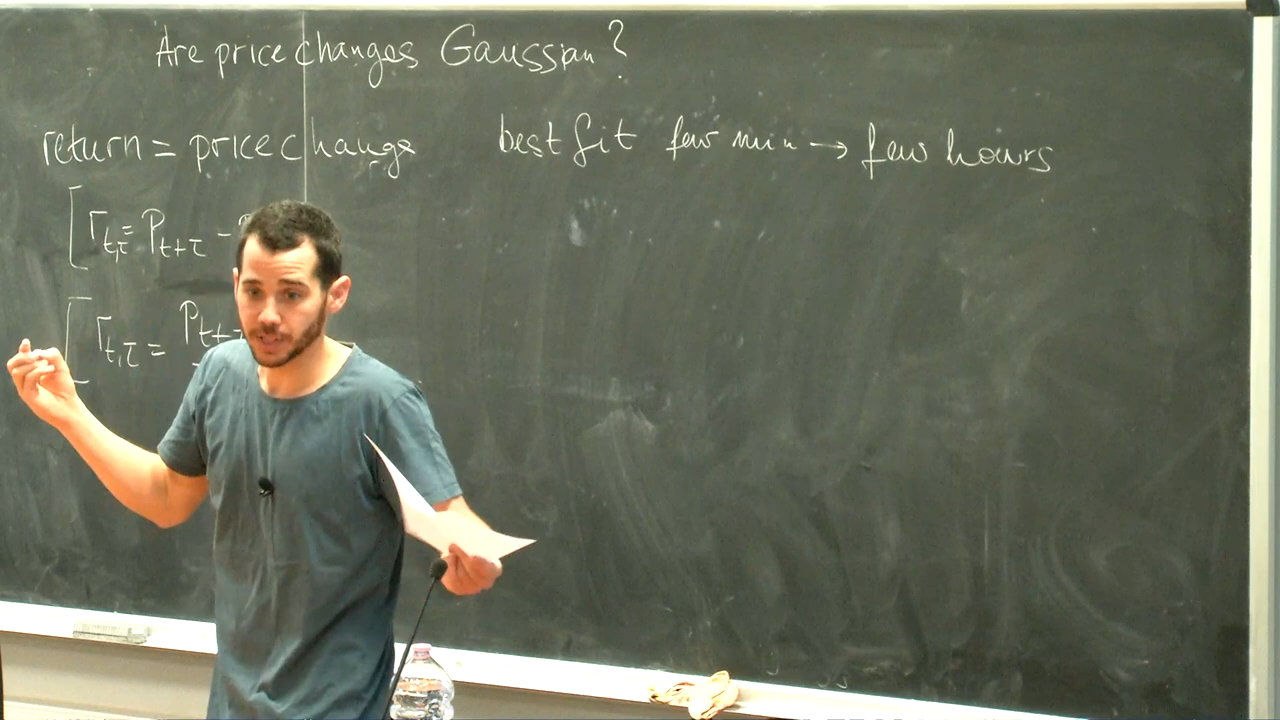 Are price changes Gaussian?
return = price change
best fit few min → few hours
[ r_{t,τ} = P_{t+τ} -
[ r_{t,τ} = P_{t+τ}